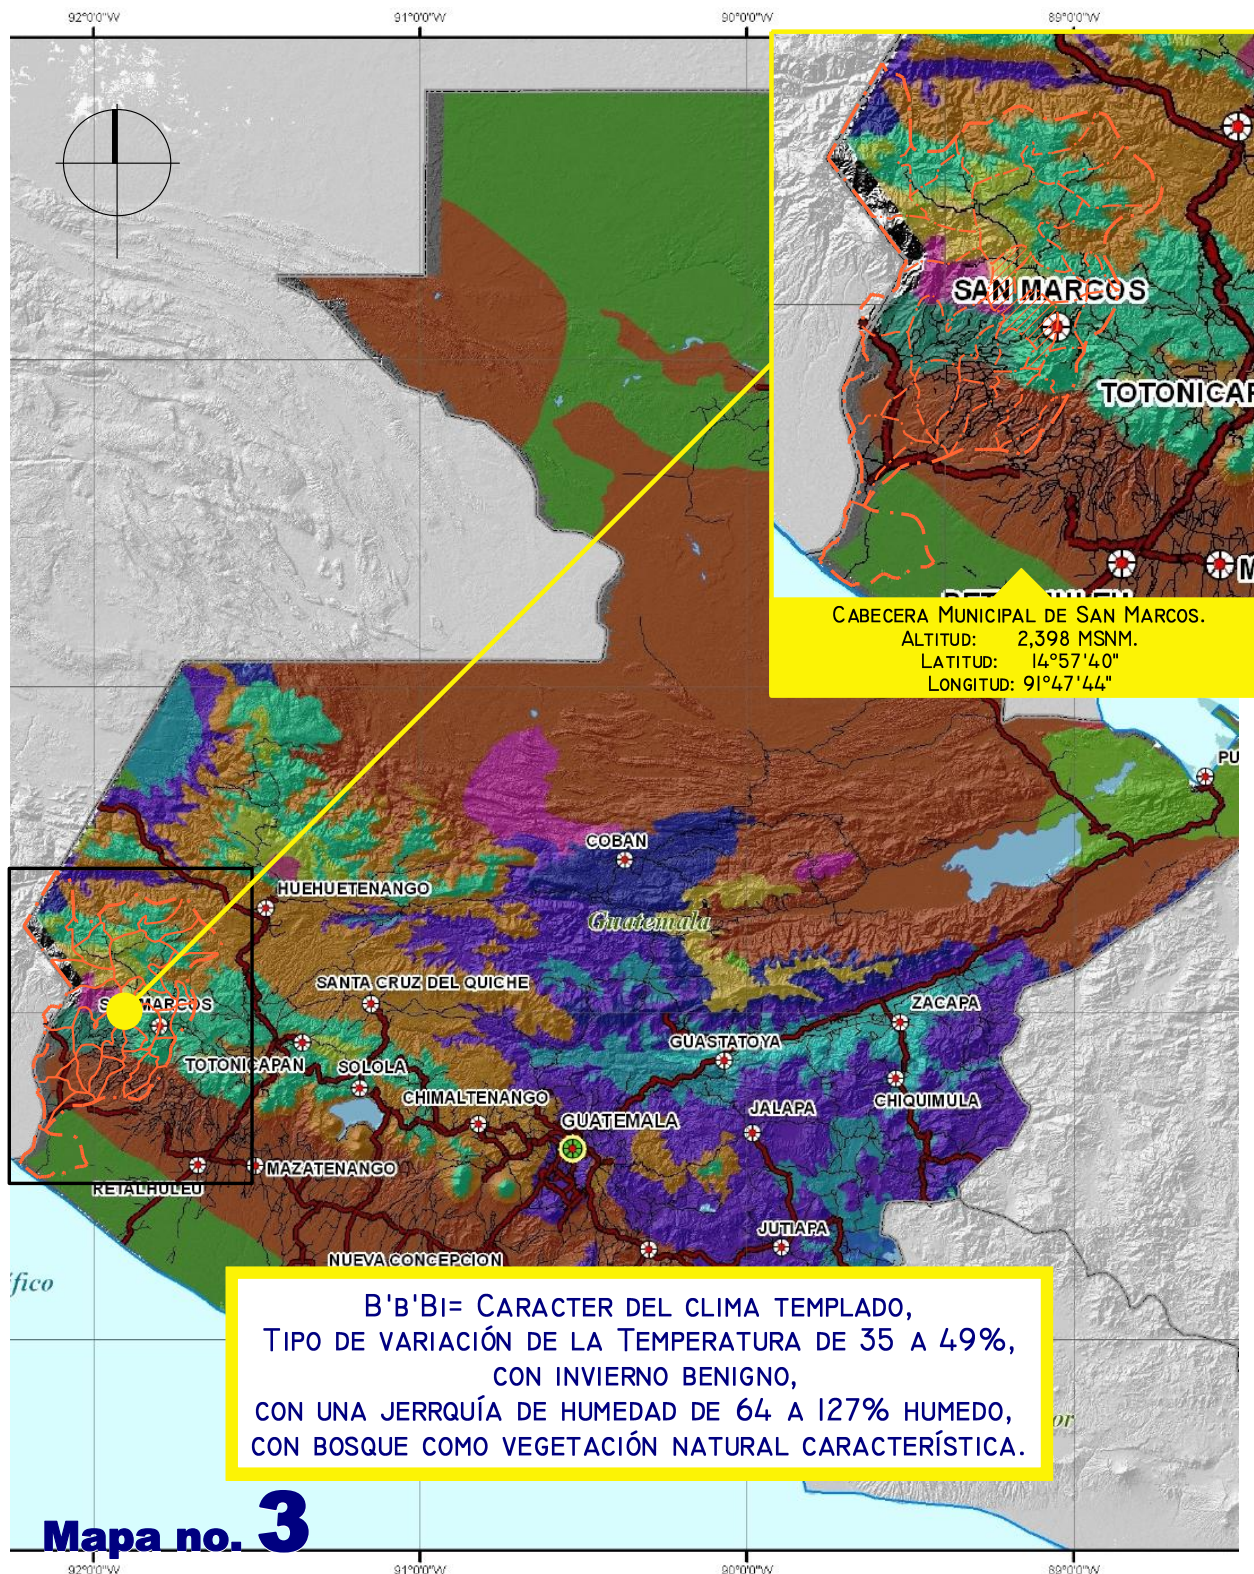 92°0'0"W
91°0'0"W
90°0'0"W
89°0'0"W
SAN MARCOS
TOTONICAP
M
CABECERA MUNICIPAL DE SAN MARCOS.
ALTITUD: 2,398 MSNM.
LATITUD: 14°57'40"
LONGITUD: 91°47'44"
PU
COBAN
HUEHUETENANGO
Guatemala
SANTA CRUZ DEL QUICHE
ZACAPA
MARCOS
GUASTATOYA
TOTONICAPAN
SOLOLA
CHIMALTENANGO
CHIQUIMULA
JALAPA
GUATEMALA
MAZATENANGO
RETALHULEU
JUTIAPA
NUEVA CONCEPCION
fico
B'b'Bi= CARACTER DEL CLIMA TEMPLADO,
TIPO DE VARIACIÓN DE LA TEMPERATURA DE 35 A 49%,
CON INVIERNO BENIGNO,
CON UNA JERRQUÍA DE HUMEDAD DE 64 A 127% HUMEDO,
CON BOSQUE COMO VEGETACIÓN NATURAL CARACTERÍSTICA.
or
Mapa no. 3
92°0'0"W
91°0'0"W
90°0'0"W
89°0'0"W